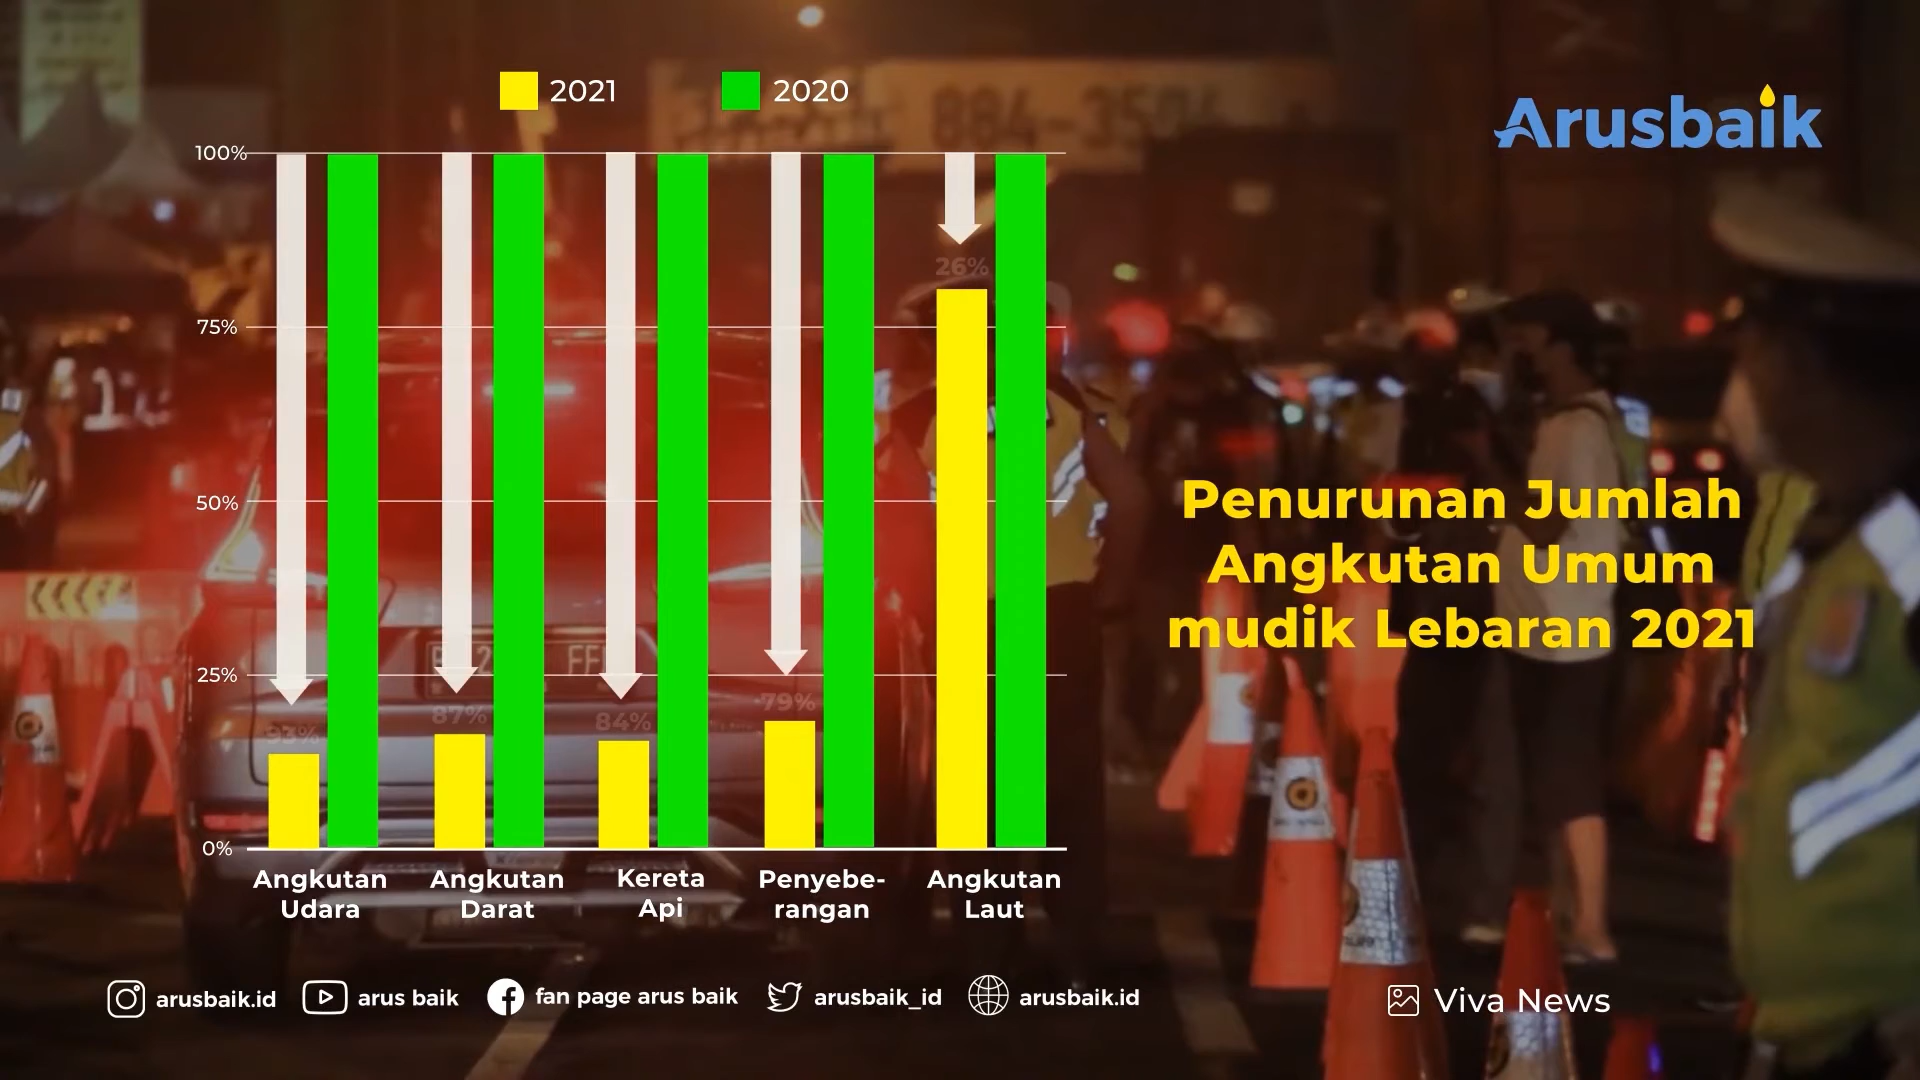 2021
2020
Arusbaik
100%
75%
50%
25%
0%
93%
87%
84%
79%
26%
Angkutan
Udara
Angkutan
Darat
Kereta
Api
Penyebe-
rangan
Angkutan
Laut
Penurunan Jumlah
Angkutan Umum
mudik Lebaran 2021
arusbaik.id
arus baik
fan page arus baik
arusbaik_id
arusbaik.id
Viva News